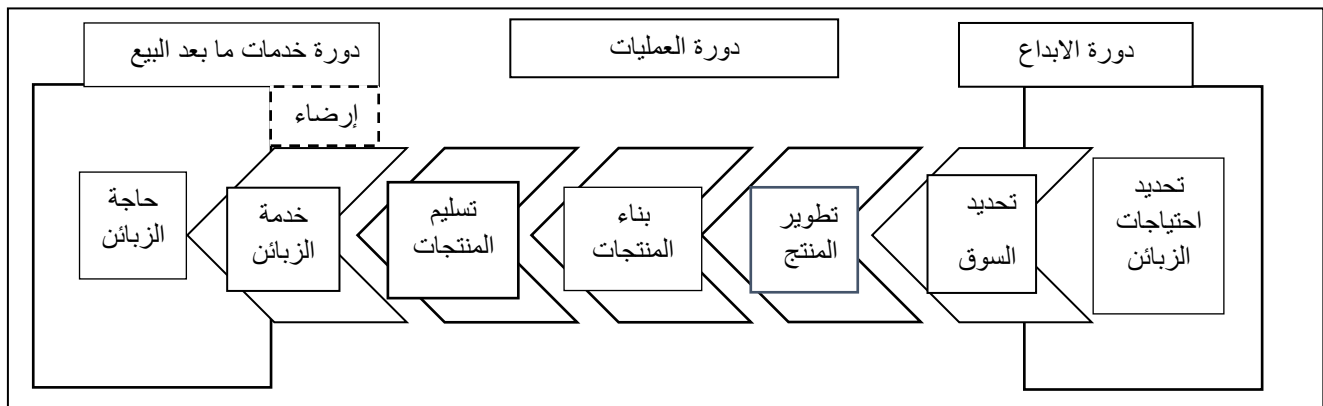 دورة الابداع
دورة العمليات
دورة خدمات ما بعد البيع
إرضاء
تحديد
احتياجات
الزبائن
تحديد
السوق
تطوير
المنتج
بناء
المنتجات
تسليم
المنتجات
خدمة
الزبائن
حاجة
الزبائن